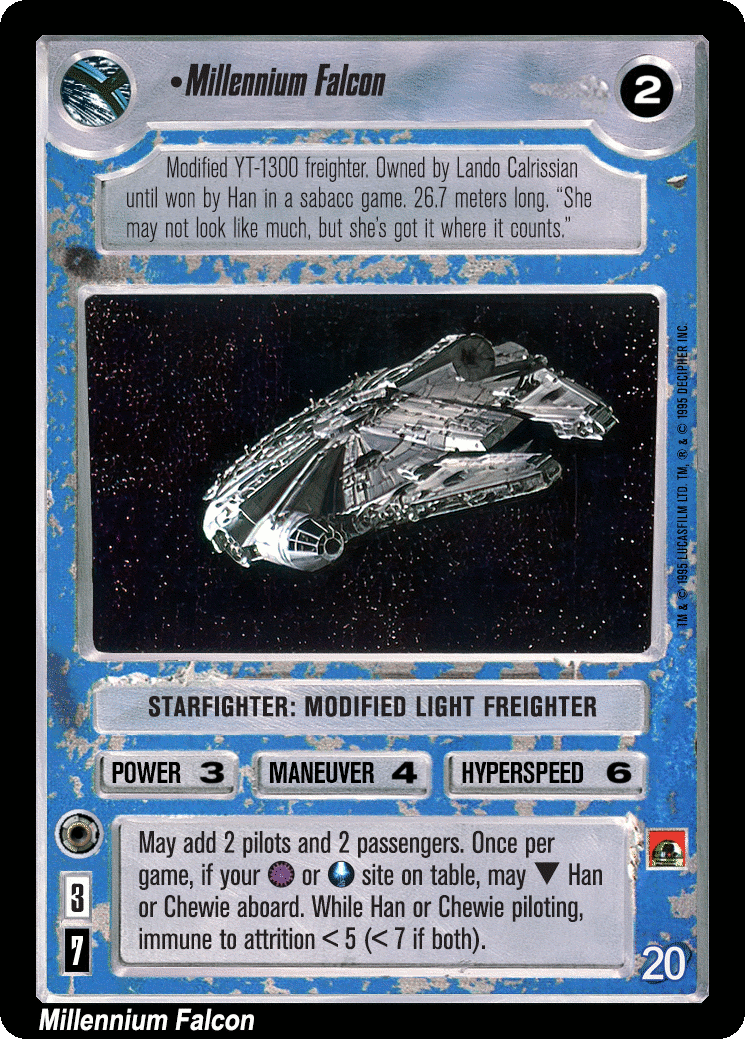 •Millennium Falcon
2
Modified YT-1300 freighter. Owned by Lando Calrissian
until won by Han in a sabacc game. 26.7 meters long. “She
may not look like much, but she’s got it where it counts.”
TM & © 1995 LUCASFILM LTD. TM, ® & © 1995 DECIPHER INC.
STARFIGHTER: MODIFIED LIGHT FREIGHTER
POWER 3 MANEUVER 4 HYPERSPEED 6
May add 2 pilots and 2 passengers. Once per
game, if your or site on table, may ▼ Han
or Chewie aboard. While Han or Chewie piloting,
immune to attrition < 5 (< 7 if both).
3
7
20
Millennium Falcon